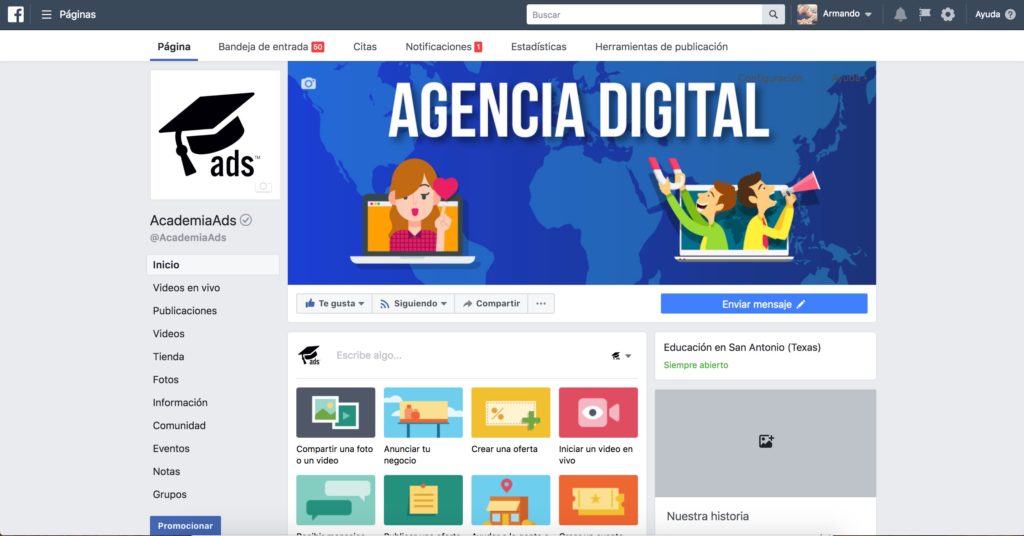 Páginas
Buscar
Armando
Ayuda
Página
Bandeja de entrada 50
Citas
Notificaciones 1
Estadísticas
Herramientas de publicación
Configuración
Ayuda
ads™
AGENCIA DIGITAL
AcademiaAds
@AcademiaAds
Inicio
Videos en vivo
Publicaciones
Videos
Tienda
Fotos
Información
Comunidad
Eventos
Notas
Grupos
Promocionar
Te gusta
Siguiendo
Compartir
Enviar mensaje
ads
Escribe algo...
Compartir una foto
o un video
Anunciar tu
negocio
Crear una oferta
Iniciar un video en
vivo
Educación en San Antonio (Texas)
Siempre abierto
Nuestra historia